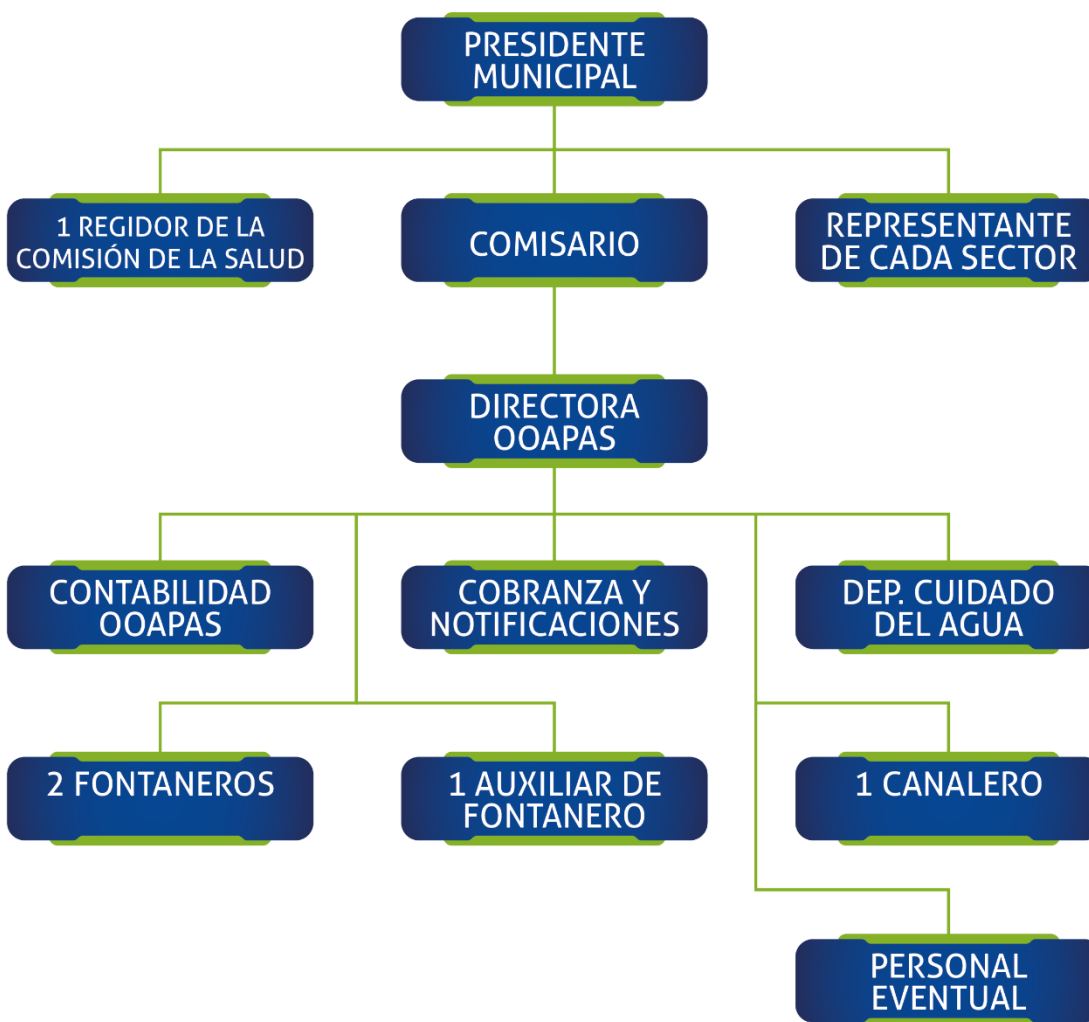 PRESIDENTE
MUNICIPAL
1 REGIDOR DE LA
COMISIÓN DE LA SALUD
COMISARIO
REPRESENTANTE
DE CADA SECTOR
DIRECTORA
OOAPAS
CONTABILIDAD
OOAPAS
COBRANZA Y
NOTIFICACIONES
DEP. CUIDADO
DEL AGUA
2 FONTANEROS
1 AUXILIAR DE
FONTANERO
1 CANALERO
PERSONAL
EVENTUAL